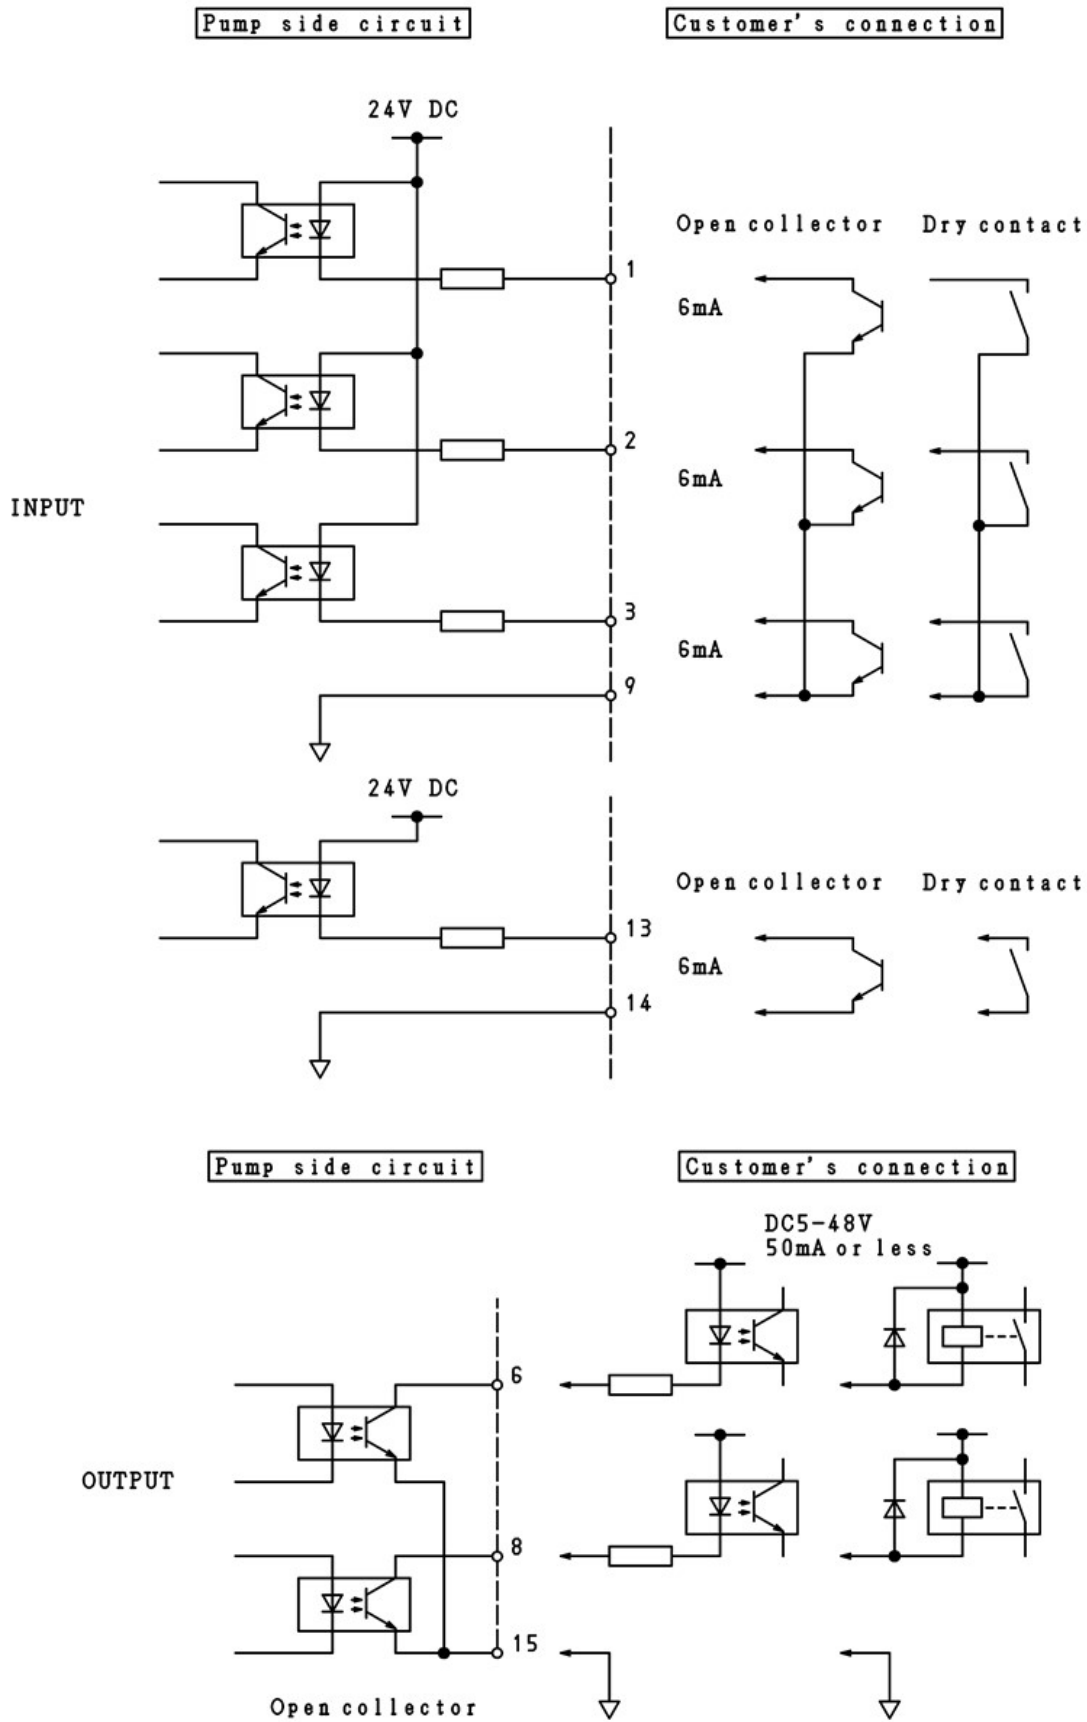 Pump side circuit
Customer's connection
24V DC
Open collector
Dry contact
1
6mA
2
6mA
INPUT
3
6mA
9
24V DC
Open collector
Dry contact
13
6mA
14
Pump side circuit
Customer's connection
DC5-48V
50mA or less
6
OUTPUT
8
15
Open collector